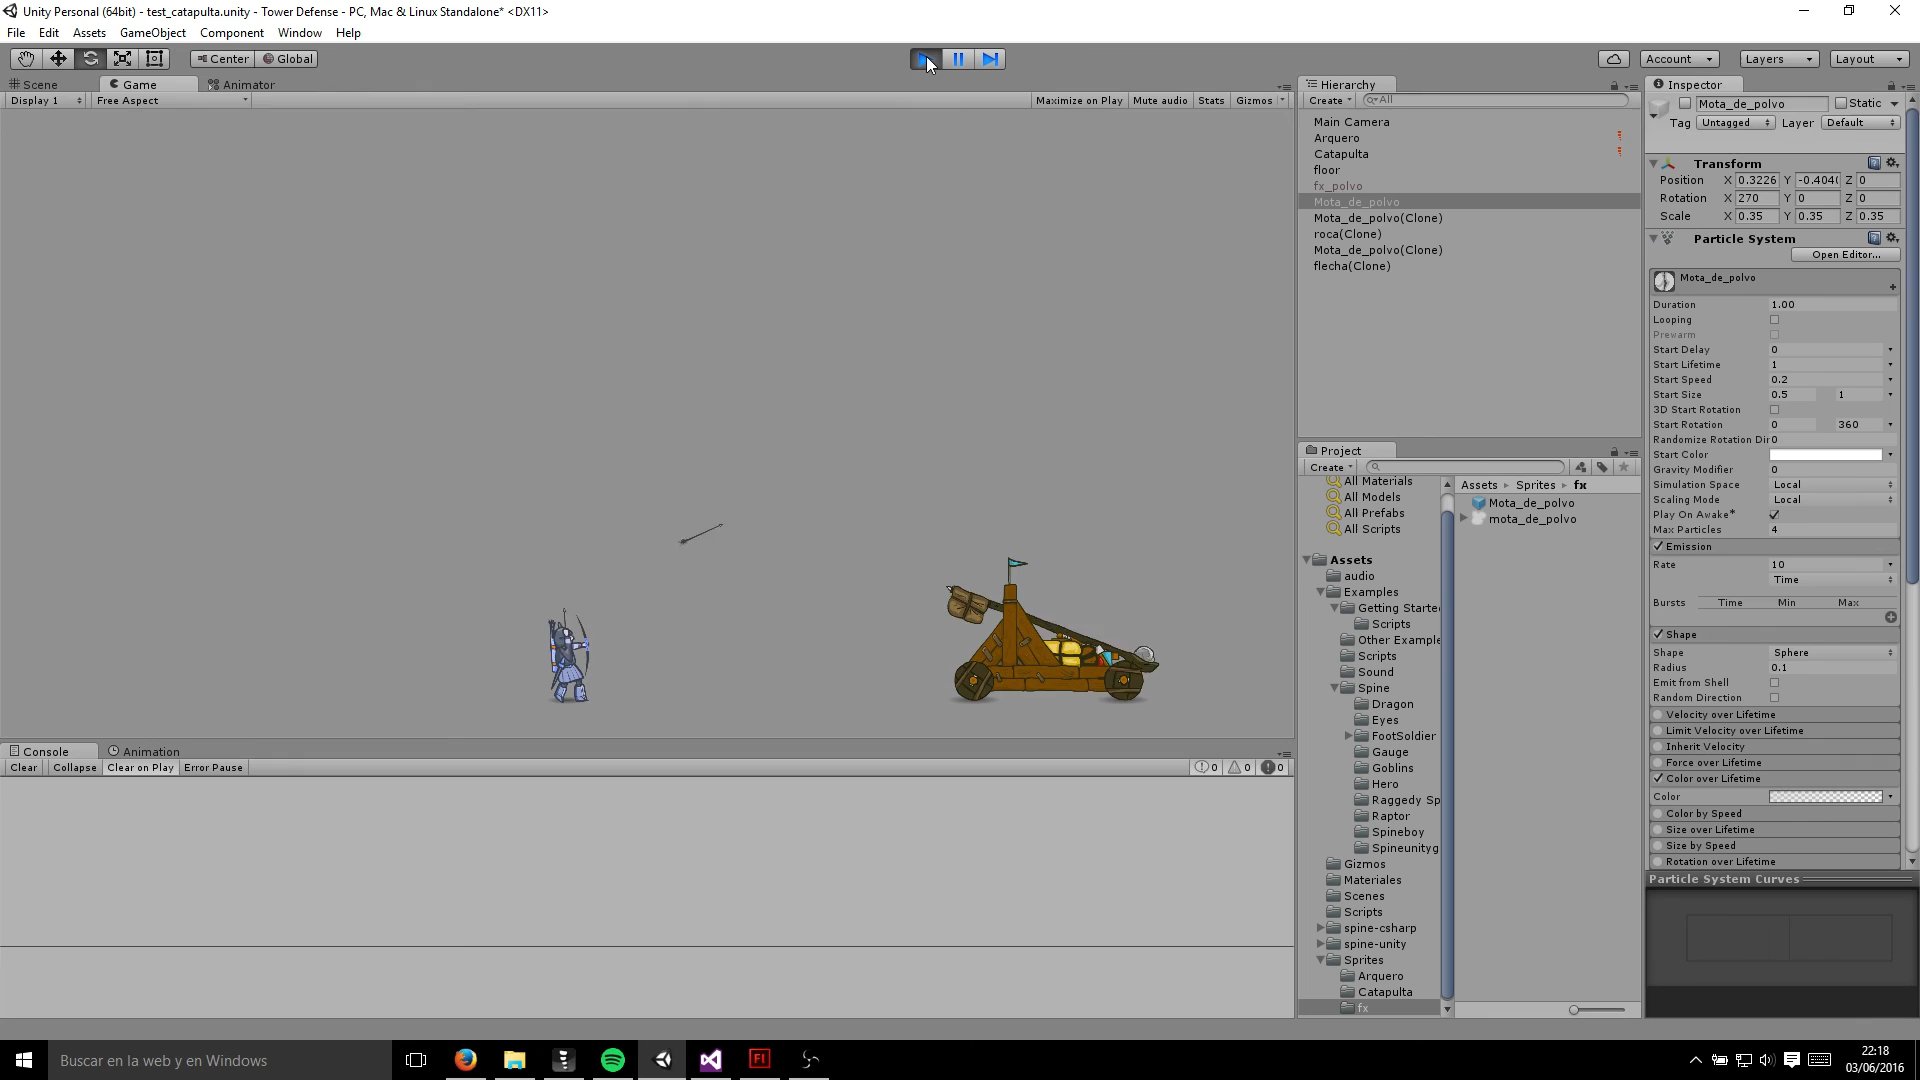 Unity Personal (64bit) - test_catapulta.unity - Tower Defense - PC, Mac & Linux Standalone* <DX11>
File Edit Assets GameObject Component Window Help
Center Global Account Layers Layout
Scene Game Animator
Display 1 Free Aspect Maximize on Play Mute audio Stats Gizmos
Hierarchy
Create All
Main Camera
Arquero
Catapulta
floor
fx_polvo
Mota_de_polvo
Mota_de_polvo(Clone)
roca(Clone)
Mota_de_polvo(Clone)
flecha(Clone)
Project
Create
All Materials
All Models
All Prefabs
All Scripts
Assets
audio
Examples
Getting Starte
Scripts
Other Example
Scripts
Sound
Spine
Dragon
Eyes
FootSoldier
Gauge
Goblins
Hero
Raggedy Sp
Raptor
Spineboy
Spineunityg
Gizmos
Materiales
Scenes
Scripts
spine-csharp
spine-unity
Sprites
Arquero
Catapulta
fx
Assets Sprites fx
Mota_de_polvo
mota_de_polvo
Inspector
Mota_de_polvo Static
Tag Untagged Layer Default
Transform
Position X 0.3226 Y -0.404( Z 0
Rotation X 270 Y 0 Z 0
Scale X 0.35 Y 0.35 Z 0.35
Particle System
Open Editor...
Mota_de_polvo
Duration 1.00
Looping
Prewarm
Start Delay 0
Start Lifetime 1
Start Speed 0.2
Start Size 0.5 1
3D Start Rotation
Start Rotation 0 360
Randomize Rotation Dir 0
Start Color
Gravity Modifier 0
Simulation Space Local
Scaling Mode Local
Play On Awake*
Max Particles 4
Emission
Rate 10
Time
Bursts Time Min Max
Shape
Shape Sphere
Radius 0.1
Emit from Shell
Random Direction
Velocity over Lifetime
Limit Velocity over Lifetime
Inherit Velocity
Force over Lifetime
Color over Lifetime
Color
Color by Speed
Size over Lifetime
Size by Speed
Rotation over Lifetime
Particle System Curves
Console Animation
Clear Collapse Clear on Play Error Pause 0 0 0
Buscar en la web y en Windows
Fl
22:18
03/06/2016